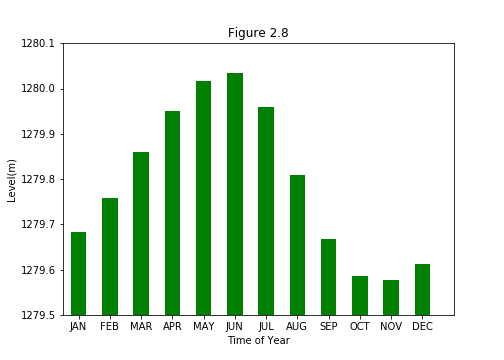 Figure 2.8
1280.1
1280.0
1279.9
1279.8
1279.7
1279.6
1279.5
Level(m)
JAN FEB MAR APR MAY JUN JUL AUG SEP OCT NOV DEC
Time of Year